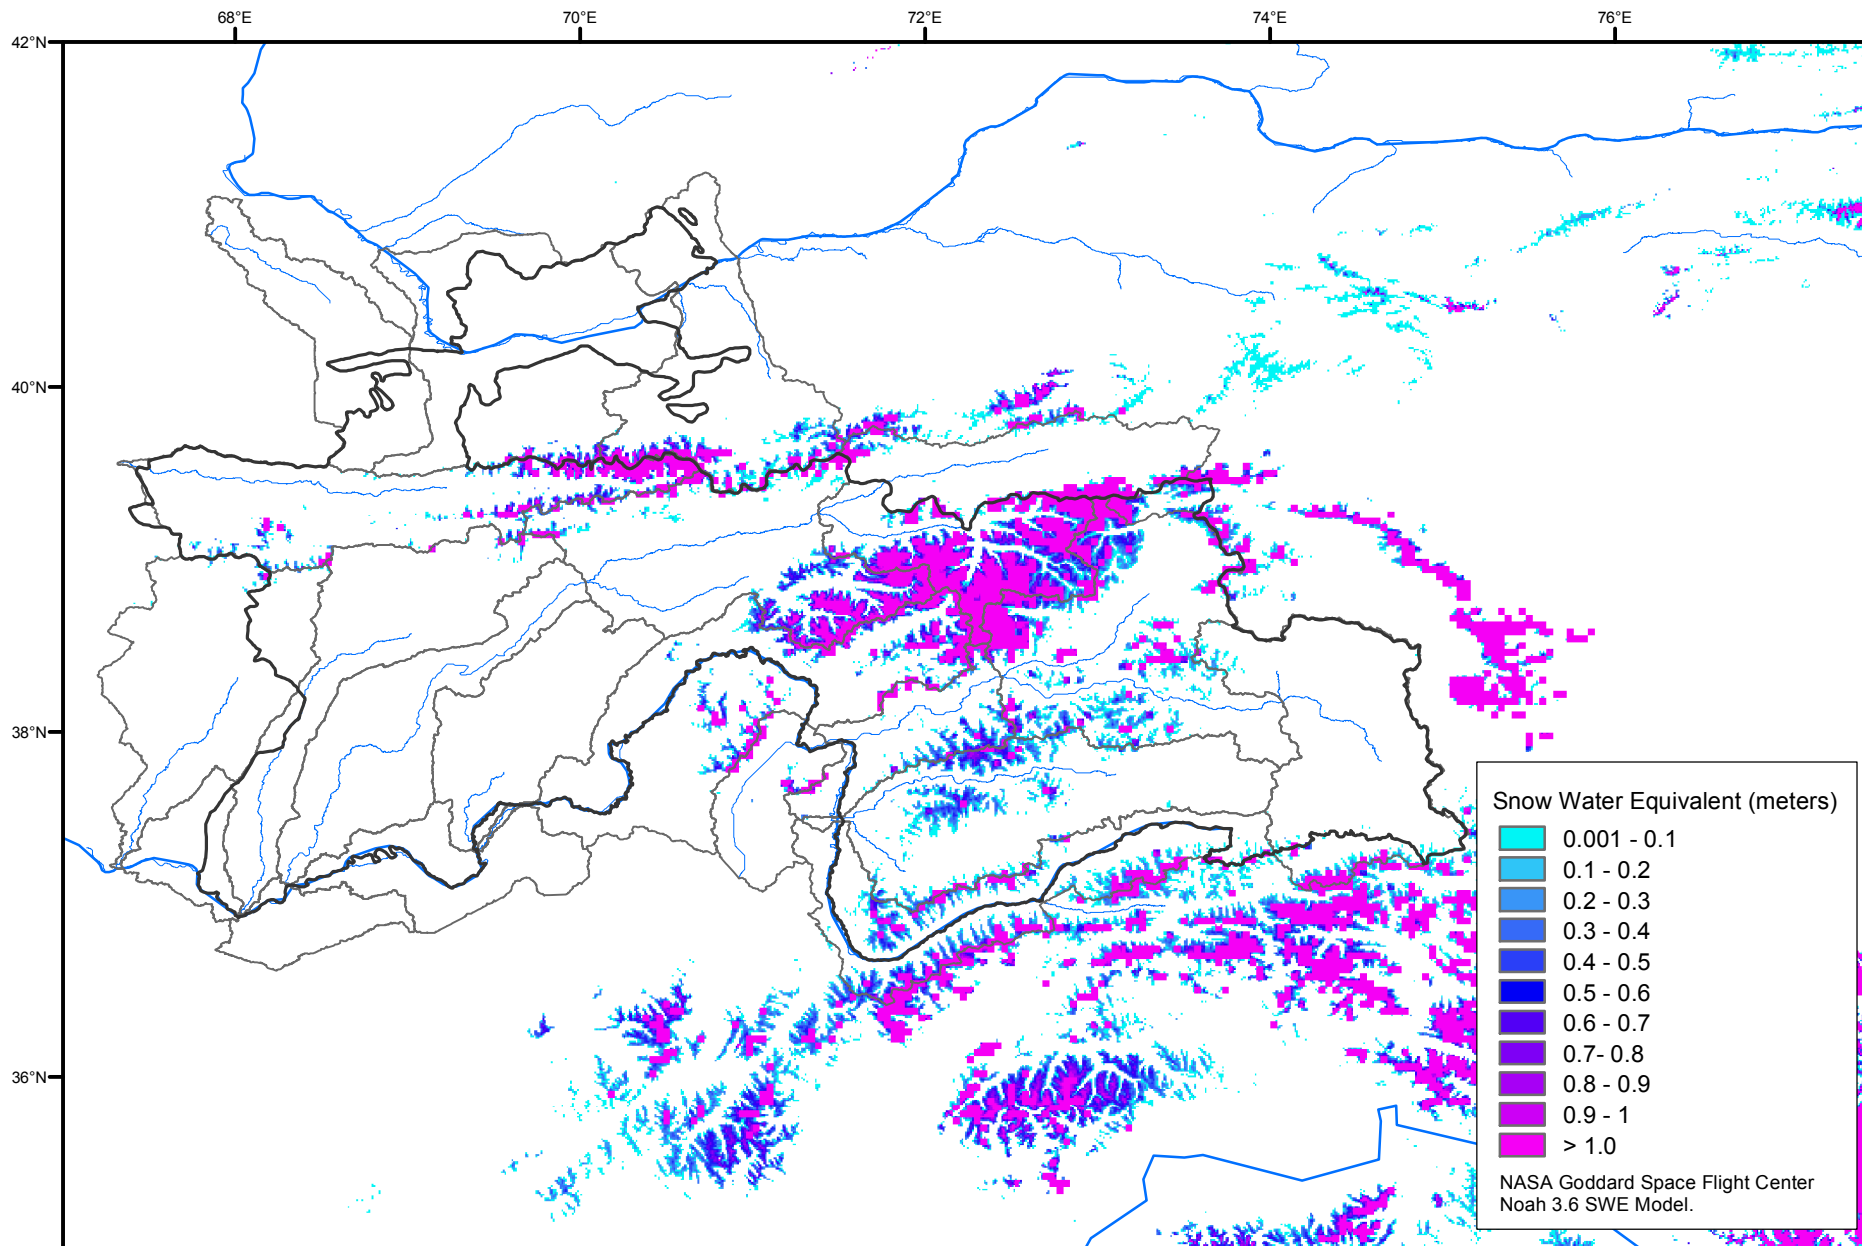 68°E
70°E
72°E
74°E
76°E
42°N
40°N
38°N
36°N
Snow Water Equivalent (meters)
0.001 - 0.1
0.1 - 0.2
0.2 - 0.3
0.3 - 0.4
0.4 - 0.5
0.5 - 0.6
0.6 - 0.7
0.7- 0.8
0.8 - 0.9
0.9 - 1
> 1.0
NASA Goddard Space Flight Center
Noah 3.6 SWE Model.